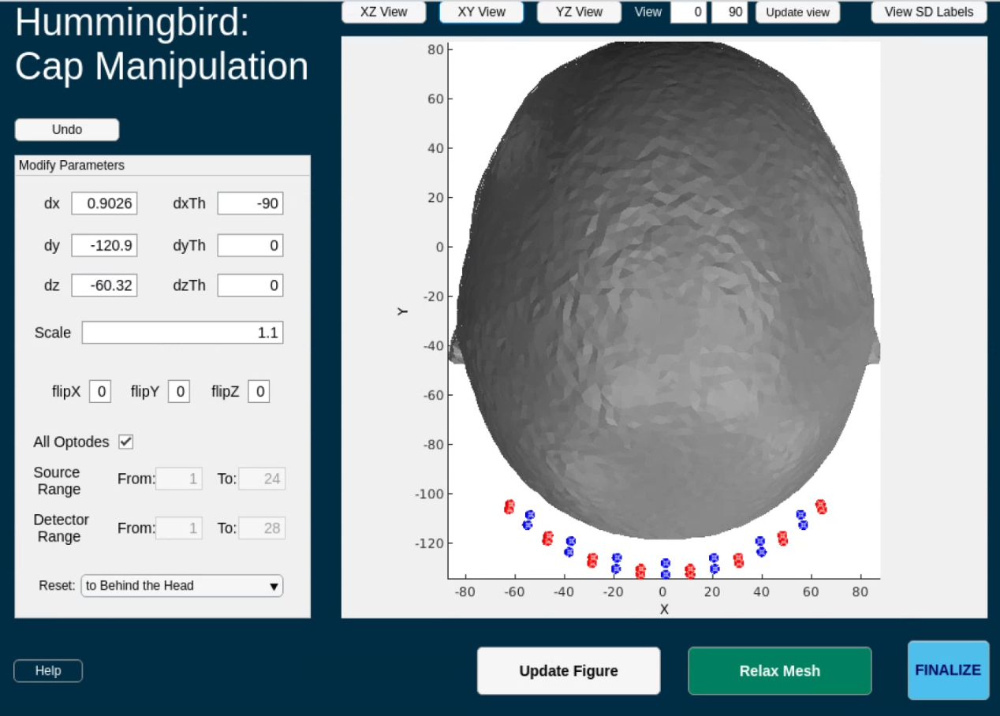 Hummingbird:
Cap Manipulation
XZ View XY View YZ View View 0 90 Update view View SD Labels
Undo
Modify Parameters
dx 0.9026 dxTh -90
dy -120.9 dyTh 0
dz -60.32 dzTh 0
Scale 1.1
flipX 0 flipY 0 flipZ 0
All Optodes
Source
Range
From: 1 To: 24
Detector
Range
From: 1 To: 28
Reset: to Behind the Head
80
60
40
20
0
-20
-40
-60
-80
-100
-120
Y
-80 -60 -40 -20 0 20 40 60 80
X
Help
Update Figure
Relax Mesh
FINALIZE